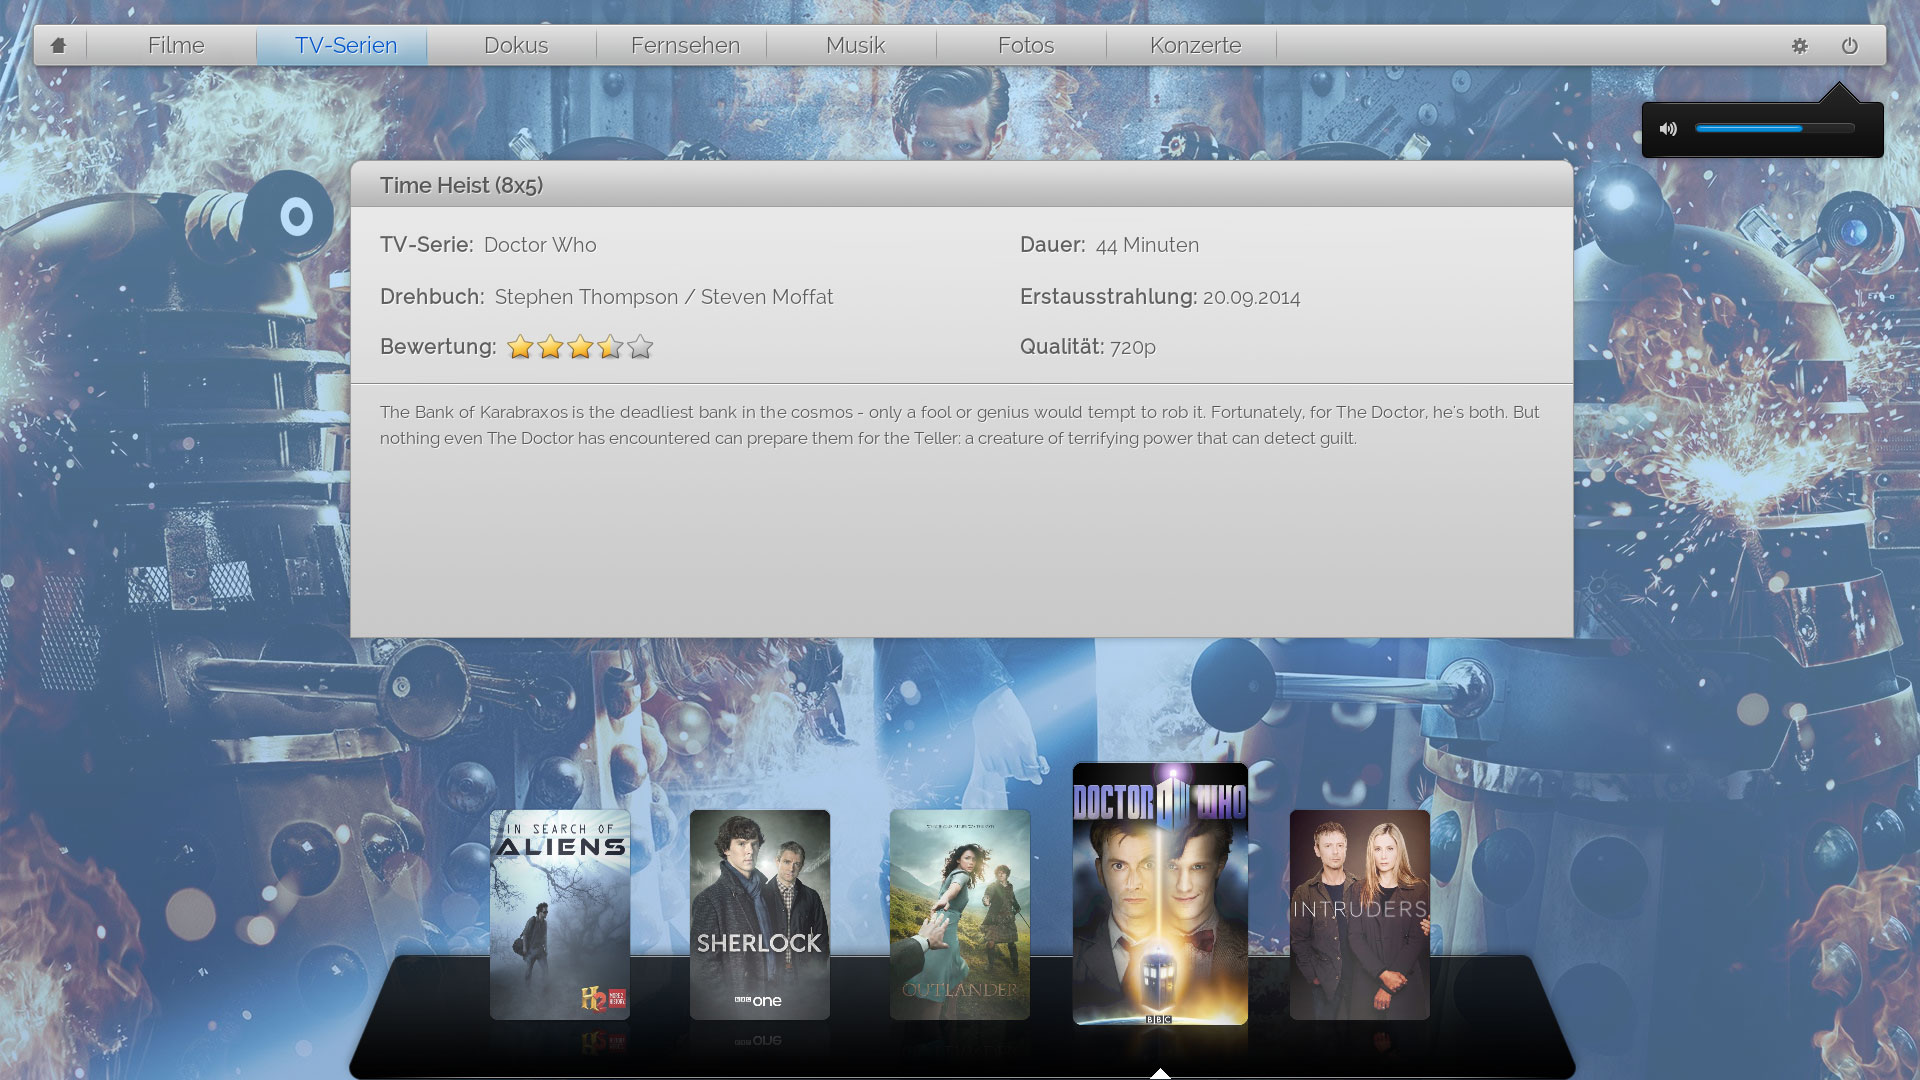 Filme
TV-Serien
Dokus
Fernsehen
Musik
Fotos
Konzerte
Time Heist (8x5)
TV-Serie: Doctor Who
Dauer: 44 Minuten
Drehbuch: Stephen Thompson / Steven Moffat
Erstausstrahlung: 20.09.2014
Bewertung:
Qualität: 720p
The Bank of Karabraxos is the deadliest bank in the cosmos - only a fool or genius would tempt to rob it. Fortunately, for The Doctor, he's both. But
nothing even The Doctor has encountered can prepare them for the Teller: a creature of terrifying power that can detect guilt.
IN SEARCH OF
ALIENS
H2
SHERLOCK
BBC one
OUTLANDER
DOCTOR DW WHO
BBC
INTRUDERS